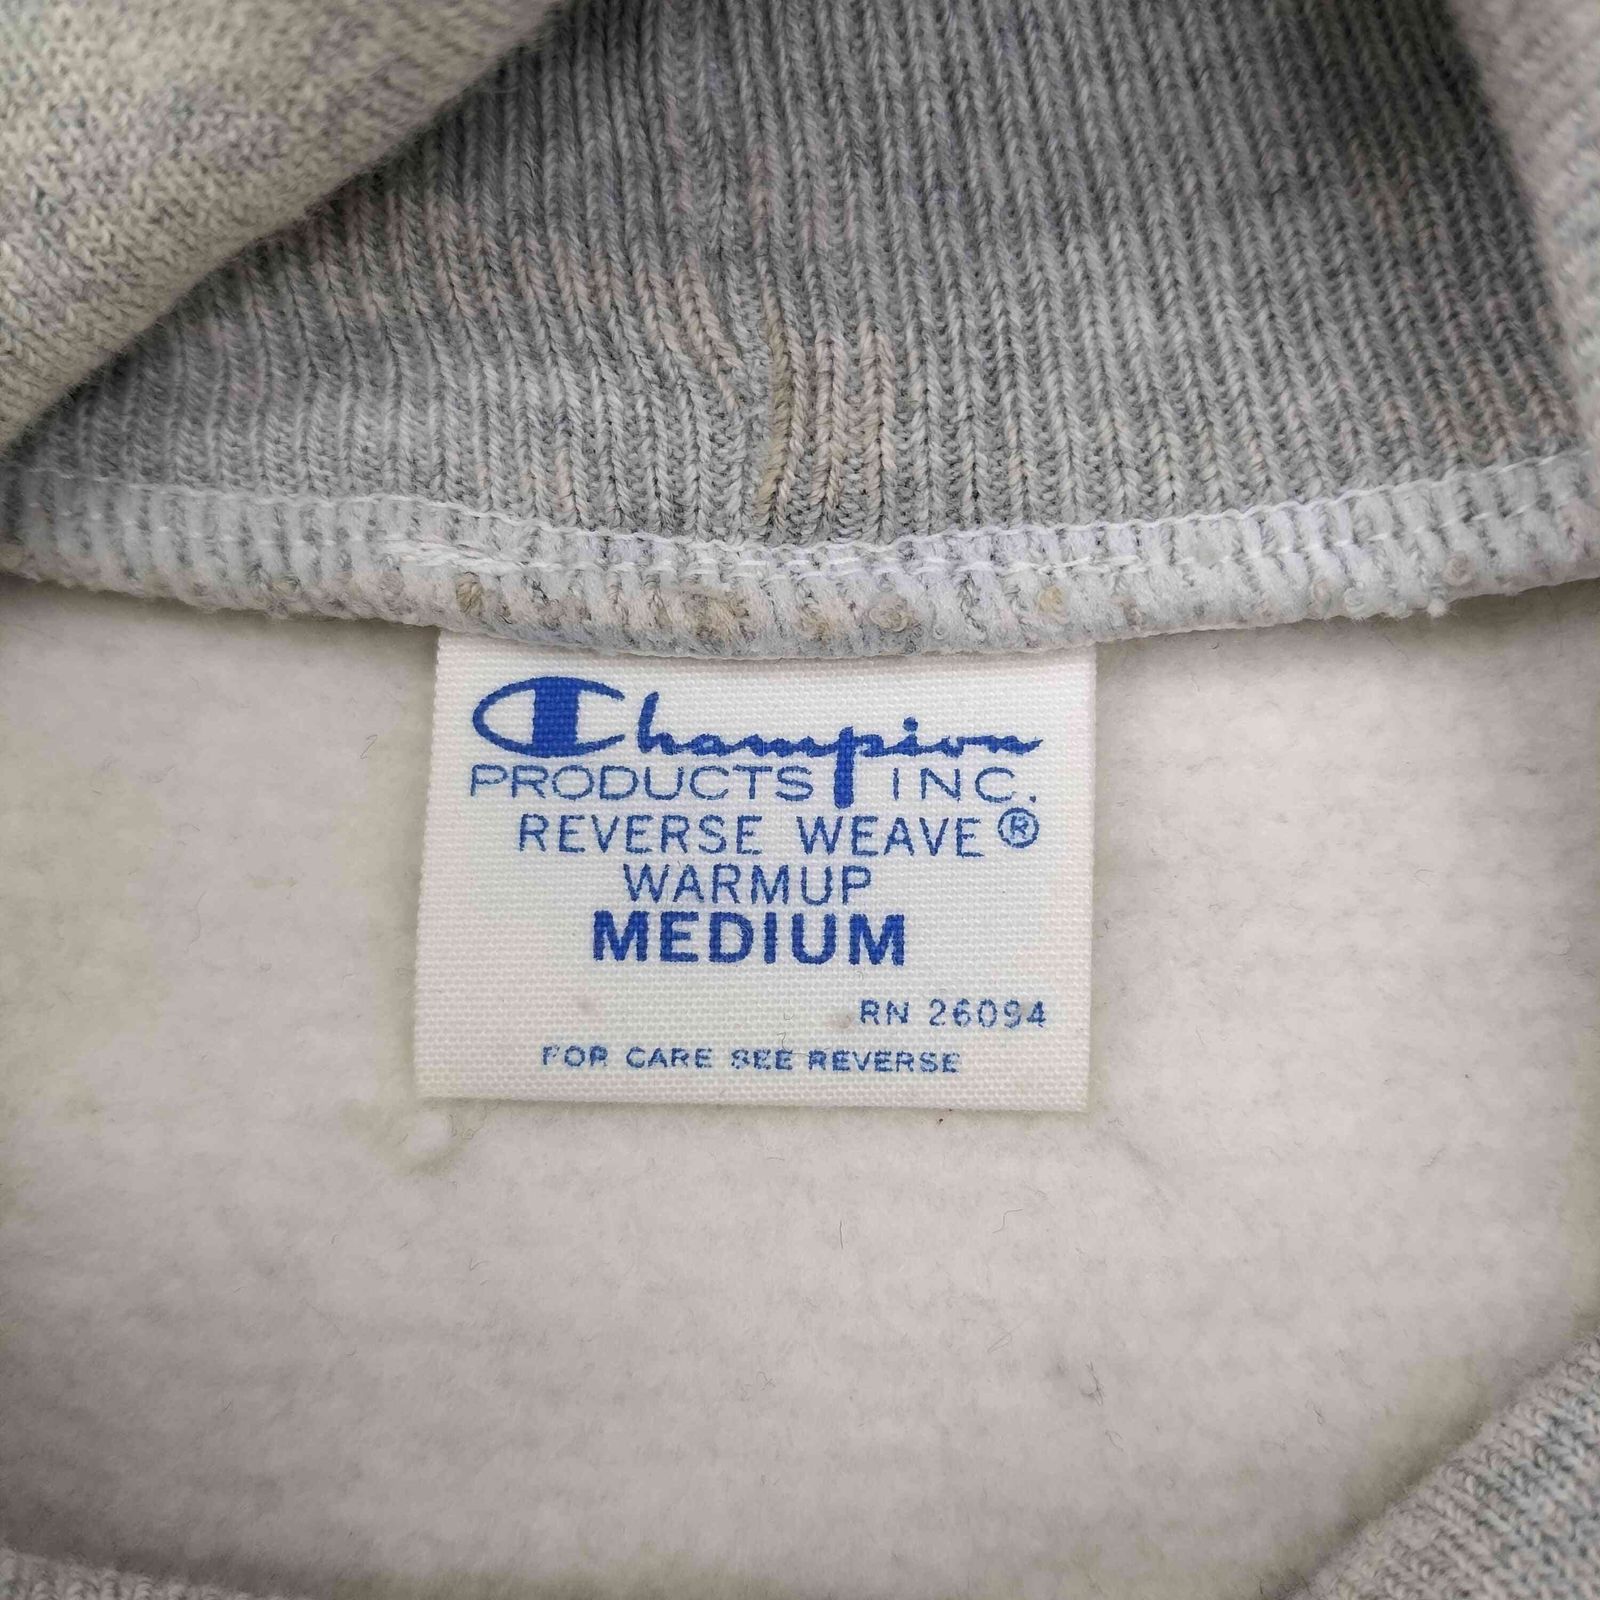 Champion
PRODUCTS INC.
REVERSE WEAVE®
WARMUP
MEDIUM
RN 26094
FOR CARE SEE REVERSE